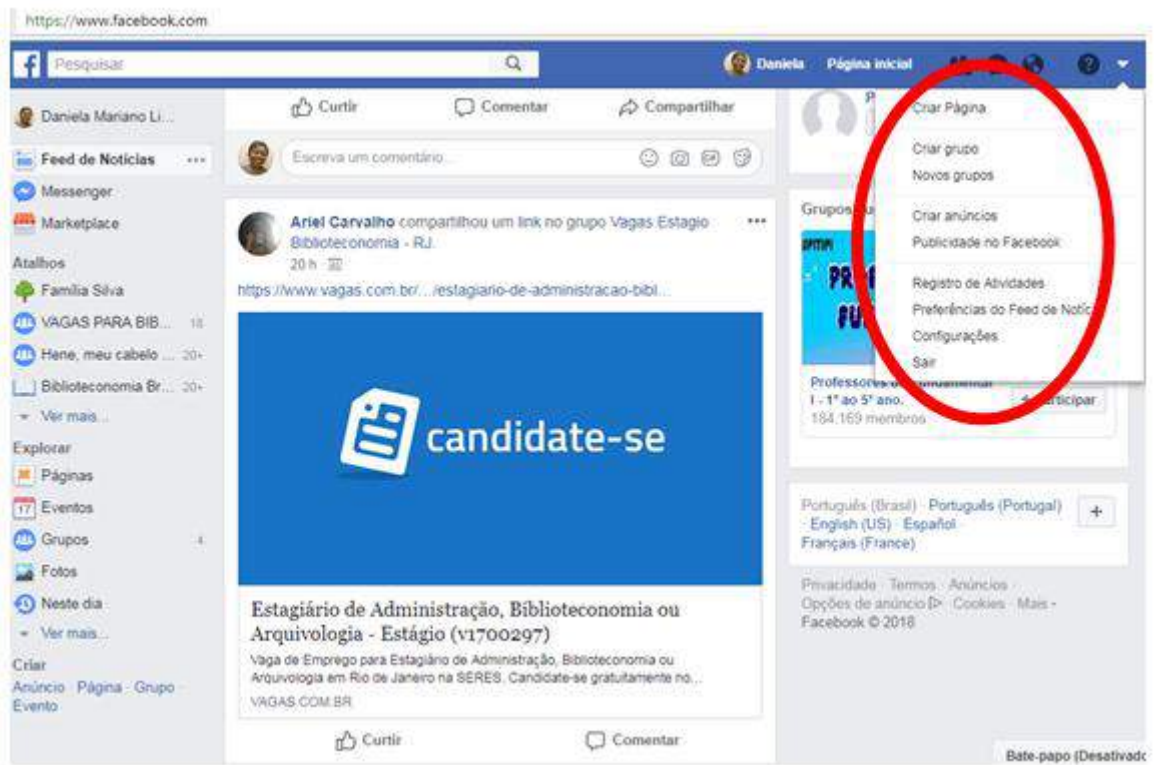 https://www.facebook.com
f Pesquisar
Daniela Página inicial
Daniela Mariano Li...
Feed de Notícias
Messenger
Marketplace
Atalhos
Família Silva
VAGAS PARA BIB... 18
Hene, meu cabelo ... 20+
Biblioteconomia Br... 20+
Ver mais...
Explorar
Páginas
17 Eventos
Grupos 4
Fotos
Neste dia
Ver mais...
Criar
Anúncio · Página · Grupo ·
Evento
Curtir Comentar Compartilhar
Escreva um comentário...
Ariel Carvalho compartilhou um link no grupo Vagas Estagio
Biblioteconomia - RJ.
20 h
https://www.vagas.com.br/.../estagiario-de-administracao-bibl...
candidate-se
Estagiário de Administração, Biblioteconomia ou
Arquivologia - Estágio (v1700297)
Vaga de Emprego para Estagiário de Administração, Biblioteconomia ou
Arquivologia em Rio de Janeiro na SERES. Candidate-se gratuitamente no...
VAGAS.COM.BR
Curtir Comentar
Criar Página
Criar grupo
Novos grupos
Criar anúncios
Publicidade no Facebook
Registro de Atividades
Preferências do Feed de Notíc
Configurações
Sair
Grupos
I - 1º ao 5º ano.
184.169 membros
Português (Brasil) · Português (Portugal)
· English (US) · Español ·
Français (France)
+
Privacidade · Termos · Anúncios ·
Opções de anúncio · Cookies · Mais
Facebook © 2018
Bate-papo (Desativado